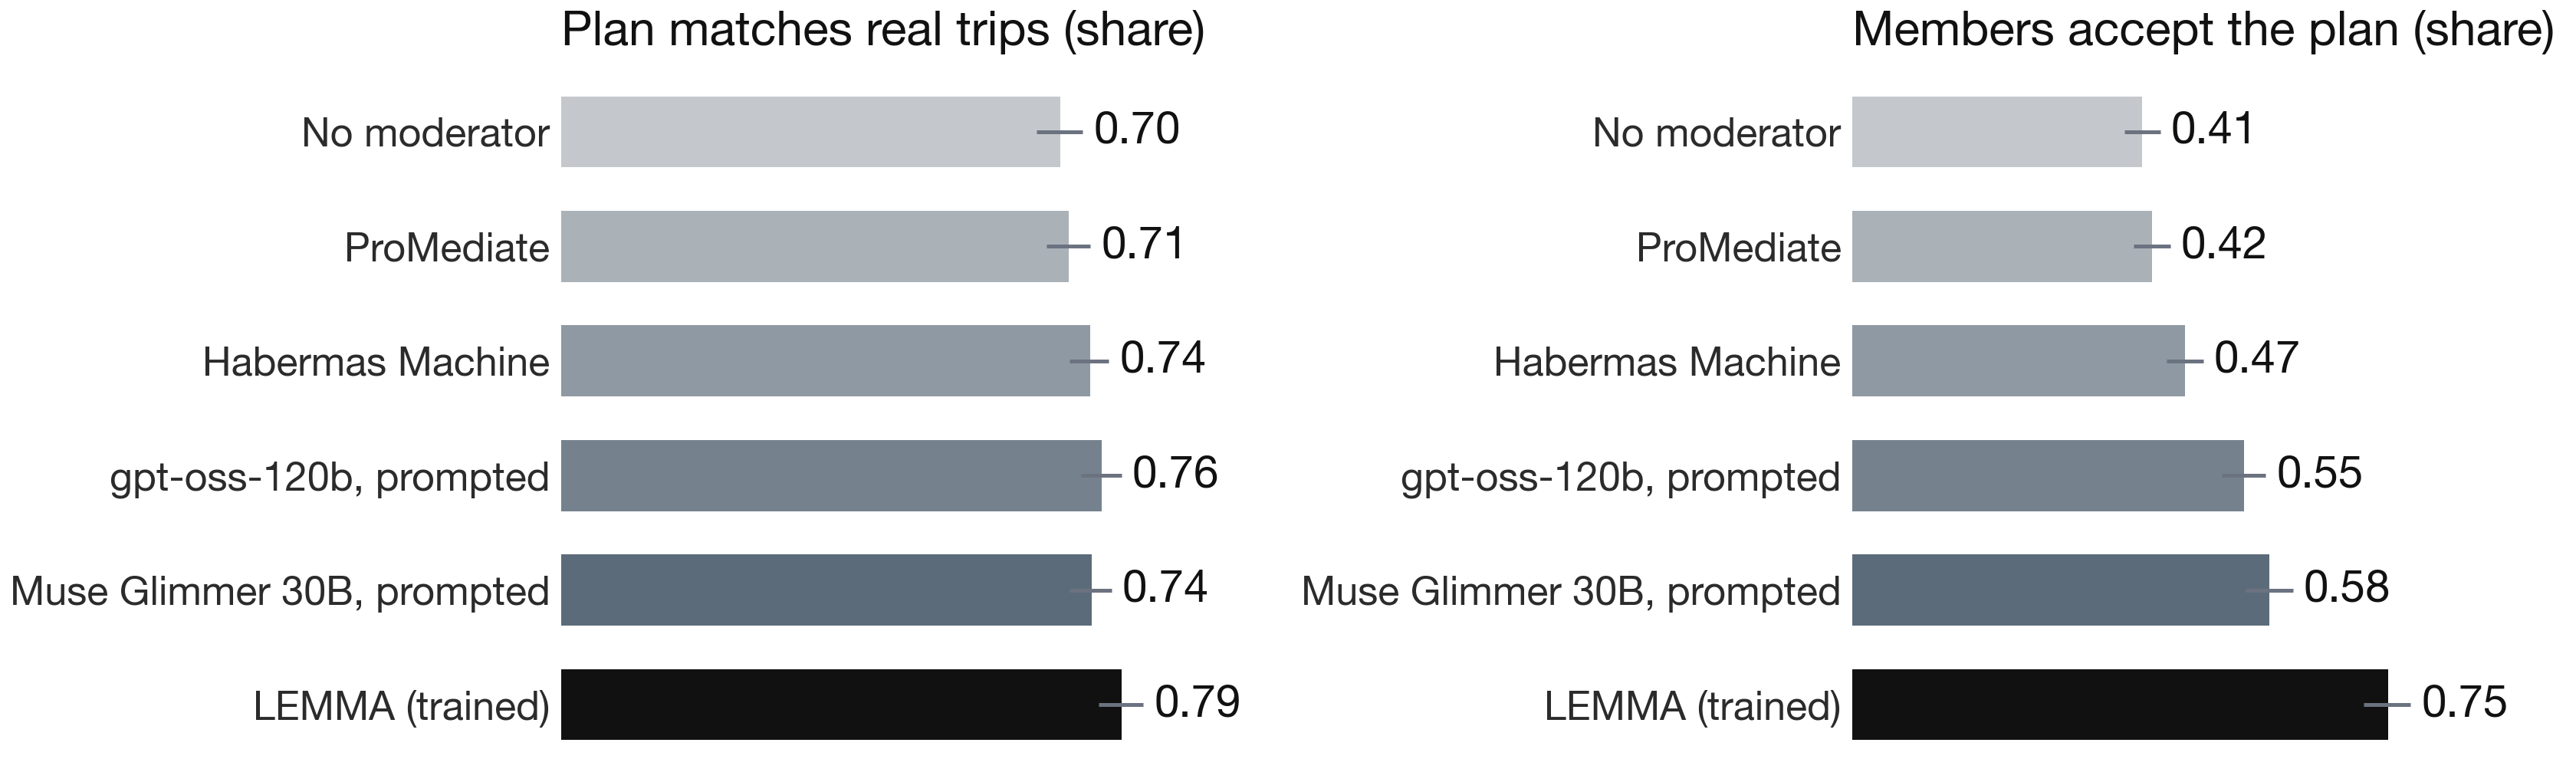 Plan matches real trips (share)
No moderator 0.70
ProMediate 0.71
Habermas Machine 0.74
gpt-oss-120b, prompted 0.76
Muse Glimmer 30B, prompted 0.74
LEMMA (trained) 0.79
Members accept the plan (share)
No moderator 0.41
ProMediate 0.42
Habermas Machine 0.47
gpt-oss-120b, prompted 0.55
Muse Glimmer 30B, prompted 0.58
LEMMA (trained) 0.75